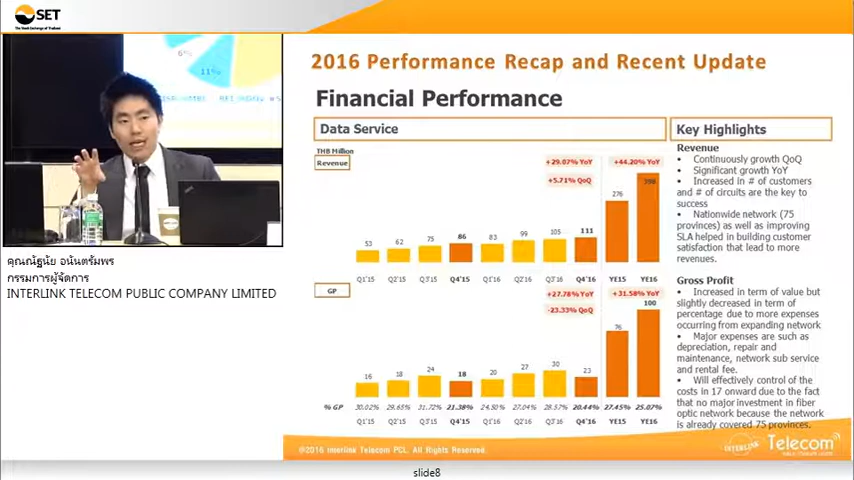 SET
The Stock Exchange of Thailand
6%
11%
คุณณัฐนัย อนันตรัมพร
กรรมการผู้จัดการ
INTERLINK TELECOM PUBLIC COMPANY LIMITED
2016 Performance Recap and Recent Update
Financial Performance
Data Service
THB Million
Revenue
+29.07% YoY
+44.20% YoY
+5.71% QoQ
53 62 75 86 83 99 105 111 276 398
Q1'15 Q2'15 Q3'15 Q4'15 Q1'16 Q2'16 Q3'16 Q4'16 YE15 YE16
GP
+27.78% YoY
+31.58% YoY
-23.33% QoQ
16 18 24 18 20 27 30 23 76 100
% GP 30.02% 29.65% 31.72% 21.38% 24.50% 27.04% 28.57% 20.44% 27.45% 25.07%
Q1'15 Q2'15 Q3'15 Q4'15 Q1'16 Q2'16 Q3'16 Q4'16 YE15 YE16
Key Highlights
Revenue
• Continuously growth QoQ
• Significant growth YoY
• Increased in # of customers
and # of circuits are the key to
success
• Nationwide network (75
provinces) as well as improving
SLA helped in building customer
satisfaction that lead to more
revenues.
Gross Profit
• Increased in term of value but
slightly decreased in term of
percentage due to more expenses
occurring from expanding network
• Major expenses are such as
depreciation, repair and
maintenance, network sub service
and rental fee.
• Will effectively control of the
costs in 17 onward due to the fact
that no major investment in fiber
optic network because the network
is already covered 75 provinces.
©2016 Interlink Telecom PCL. All Rights Reserved.
INTERLINK Telecom
slide8